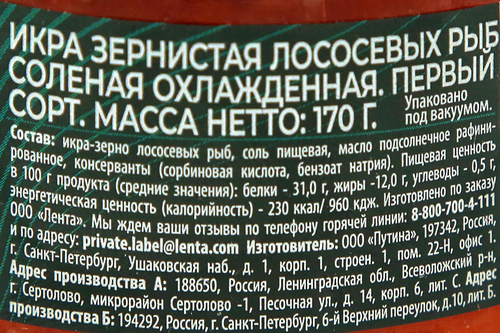 ИКРА ЗЕРНИСТАЯ ЛОСОСЕВЫХ РЫБ
СОЛЕНАЯ ОХЛАЖДЕННАЯ. ПЕРВЫЙ
СОРТ. МАССА НЕТТО: 170 Г. Упаковано
под вакуумом.
Состав: икра-зерно лососевых рыб, соль пищевая, масло подсолнечное рафини-
рованное, консерванты (сорбиновая кислота, бензоат натрия). Пищевая ценность
в 100 г продукта (средние значения): белки - 31,0 г, жиры -12,0 г, углеводы - 0,5 г,
энергетическая ценность (калорийность) - 230 ккал/ 960 кдж. Изготовлено по заказу
ООО «Лента». Мы ждем ваши отзывы по телефону горячей линии: 8-800-700-4-111
и по адресу: private.label@lenta.com Изготовитель: ООО «Путина», 197342, Россия,
г. Санкт-Петербург, Ушаковская наб., д. 1, корп. 1, строен. 1, пом. 22-Н, офис 1.
Адрес производства А: 188650, Россия, Ленинградская обл., Всеволожский р-н,
г. Сертолово, микрорайон Сертолово -1, Песочная ул., д. 14, корп. 6, лит. С. Адрес
производства Б: 194292, Россия, г. Санкт-Петербург, 6-й Верхний переулок, д.10, лит. Б.